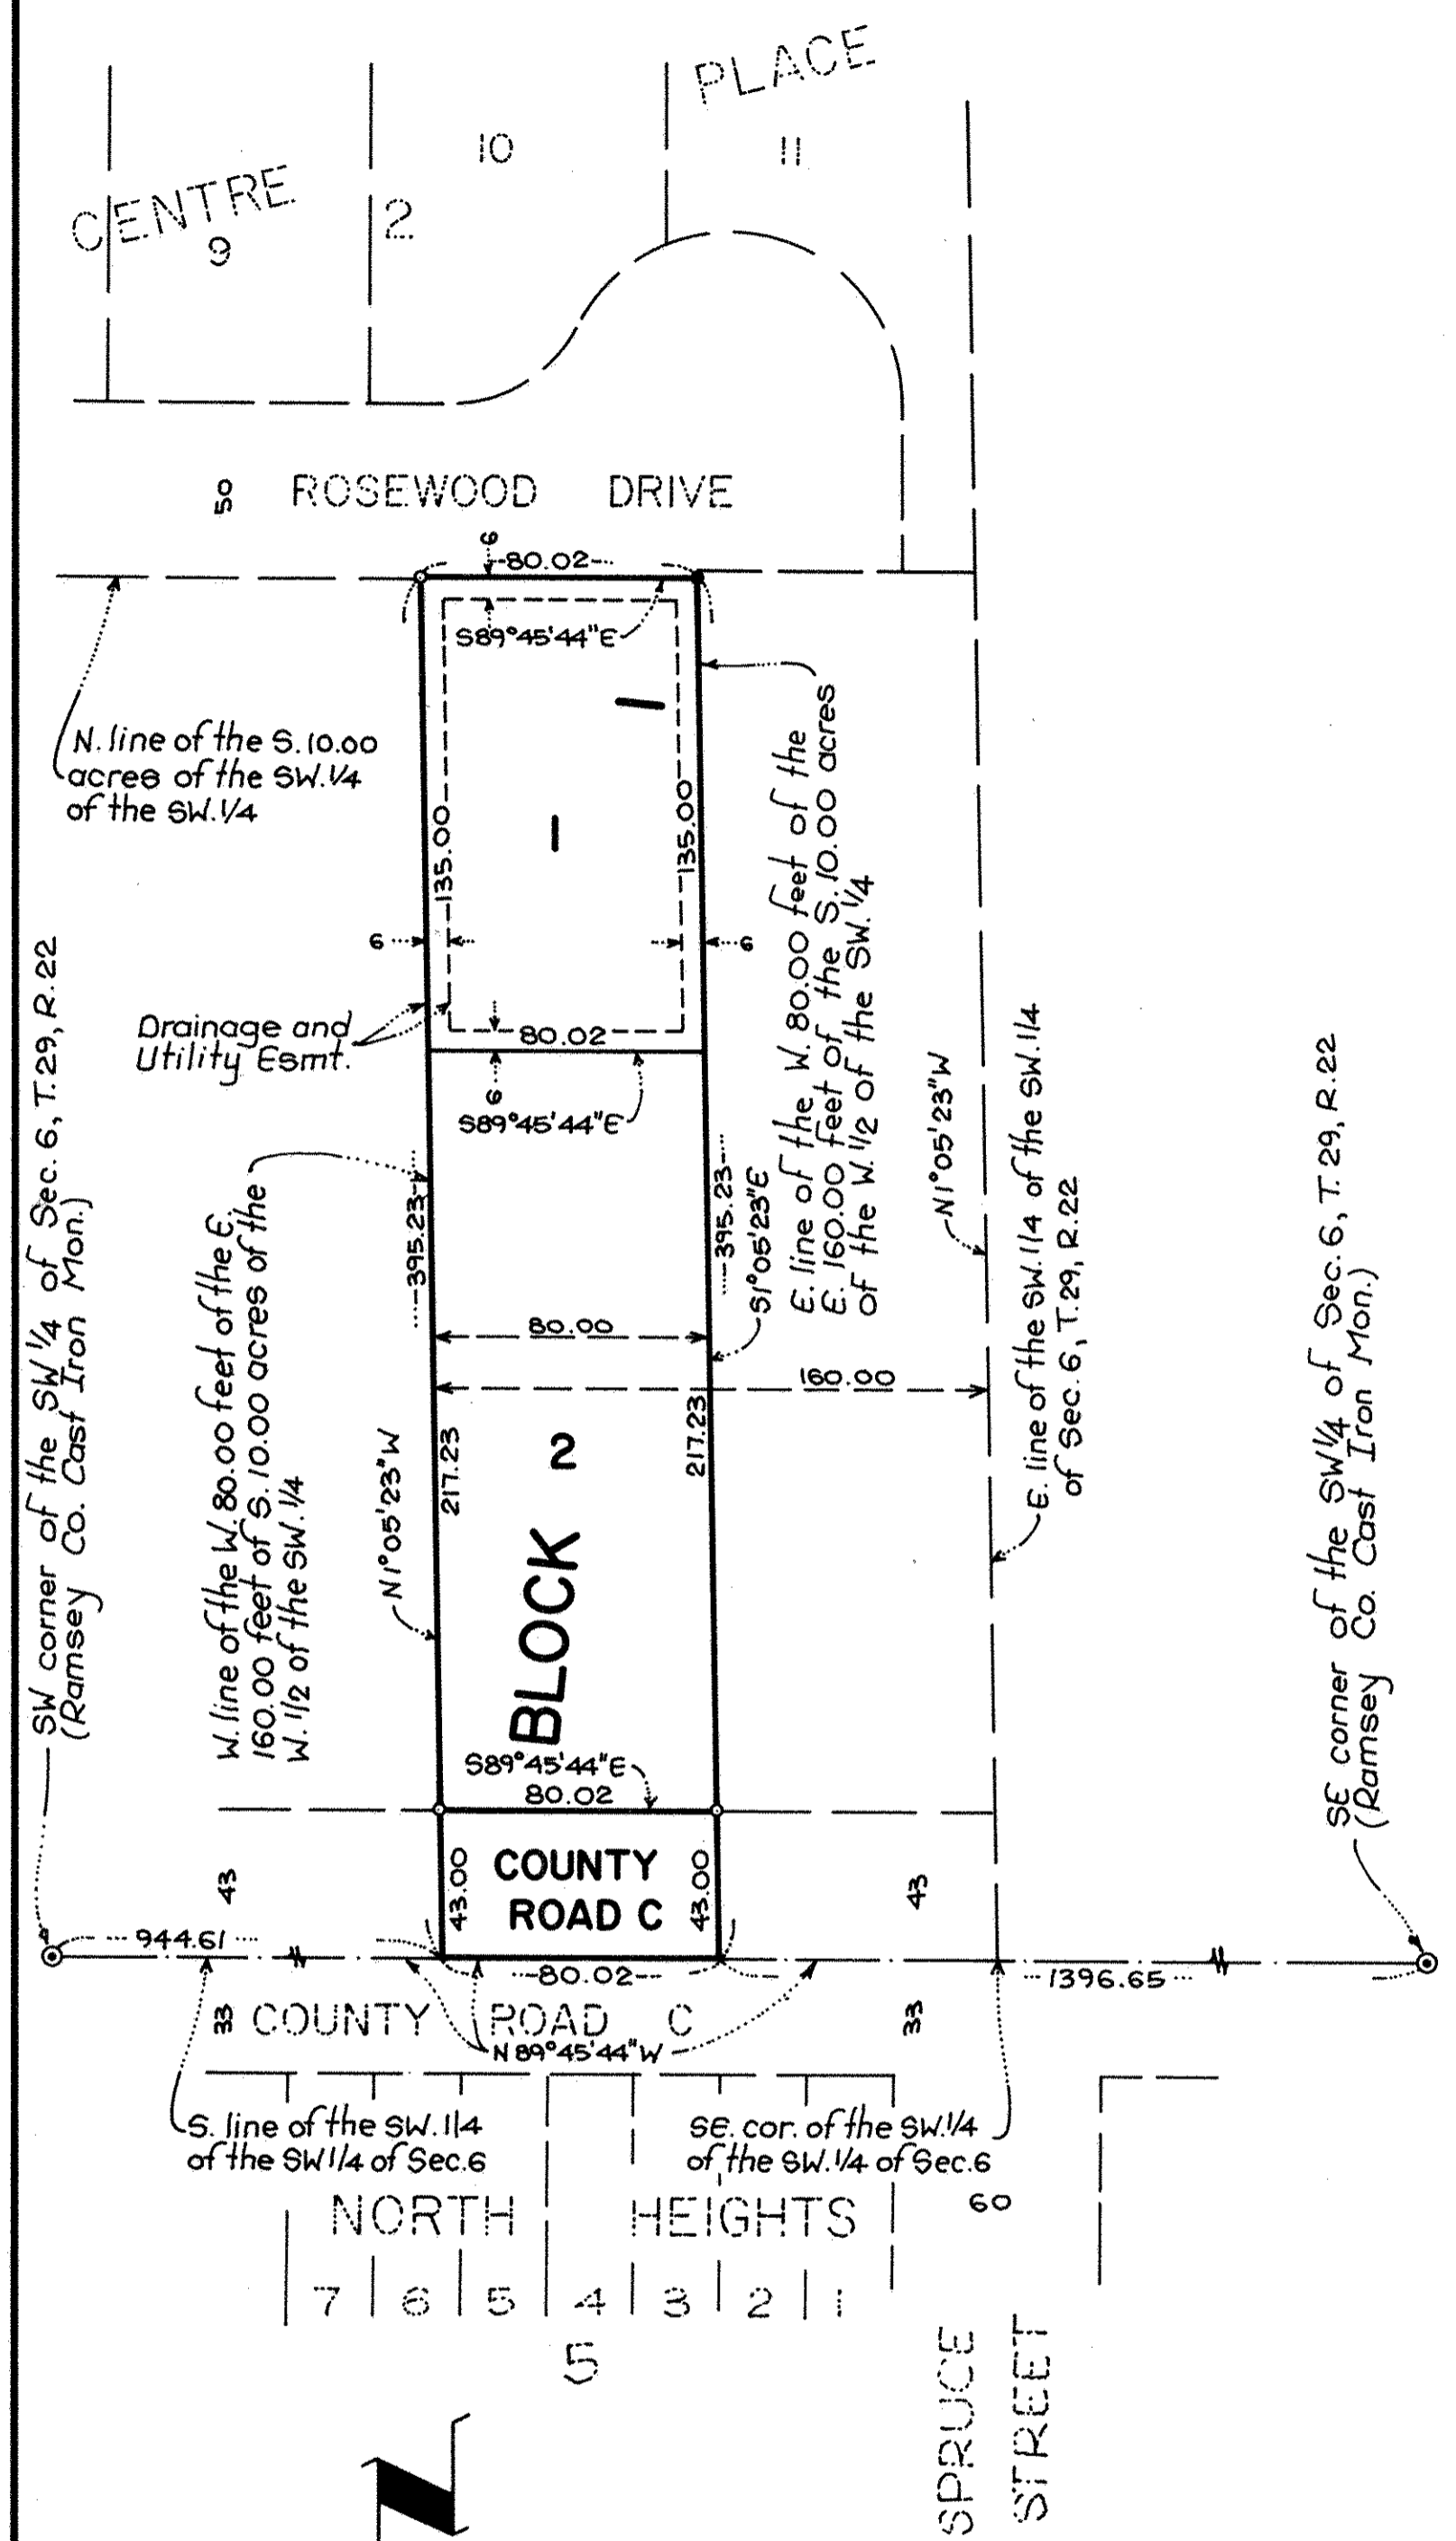 PLACE
CENTRE
9
2
10
11
50
ROSEWOOD DRIVE
6
80.02
S89°45'44"E
N. line of the S. 10.00
acres of the SW. 1/4
of the SW. 1/4
1
1
135.00
135.00
6
6
Drainage and
Utility Esmt.
80.02
6
S89°45'44"E
E. line of the W. 80.00 feet of the
E. 160.00 feet of the S. 10.00 acres
of the W. 1/2 of the SW. 1/4
SW corner of the SW 1/4 of Sec. 6, T.29, R.22
(Ramsey Co. Cast Iron Mon.)
W. line of the W. 80.00 feet of the E.
160.00 feet of S. 10.00 acres of the
W. 1/2 of the SW. 1/4
395.23
395.23
S1°05'23"E
N1°05'23"W
E. line of the SW. 1/4 of the SW. 1/4
of Sec. 6, T.29, R.22
SE corner of the SW 1/4 of Sec. 6, T. 29, R.22
(Ramsey Co. Cast Iron Mon.)
80.00
160.00
N1°05'23"W
217.23
217.23
2
BLOCK
S89°45'44"E
80.02
43
43.00
COUNTY
ROAD C
43.00
43
944.61
80.02
1396.65
33
COUNTY ROAD C
33
N 89°45'44"W
S. line of the SW. 1/4
of the SW 1/4 of Sec. 6
SE. cor. of the SW. 1/4
of the SW. 1/4 of Sec. 6
NORTH HEIGHTS
60
7 6 5 4 3 2 1
5
SPRUCE
STREET